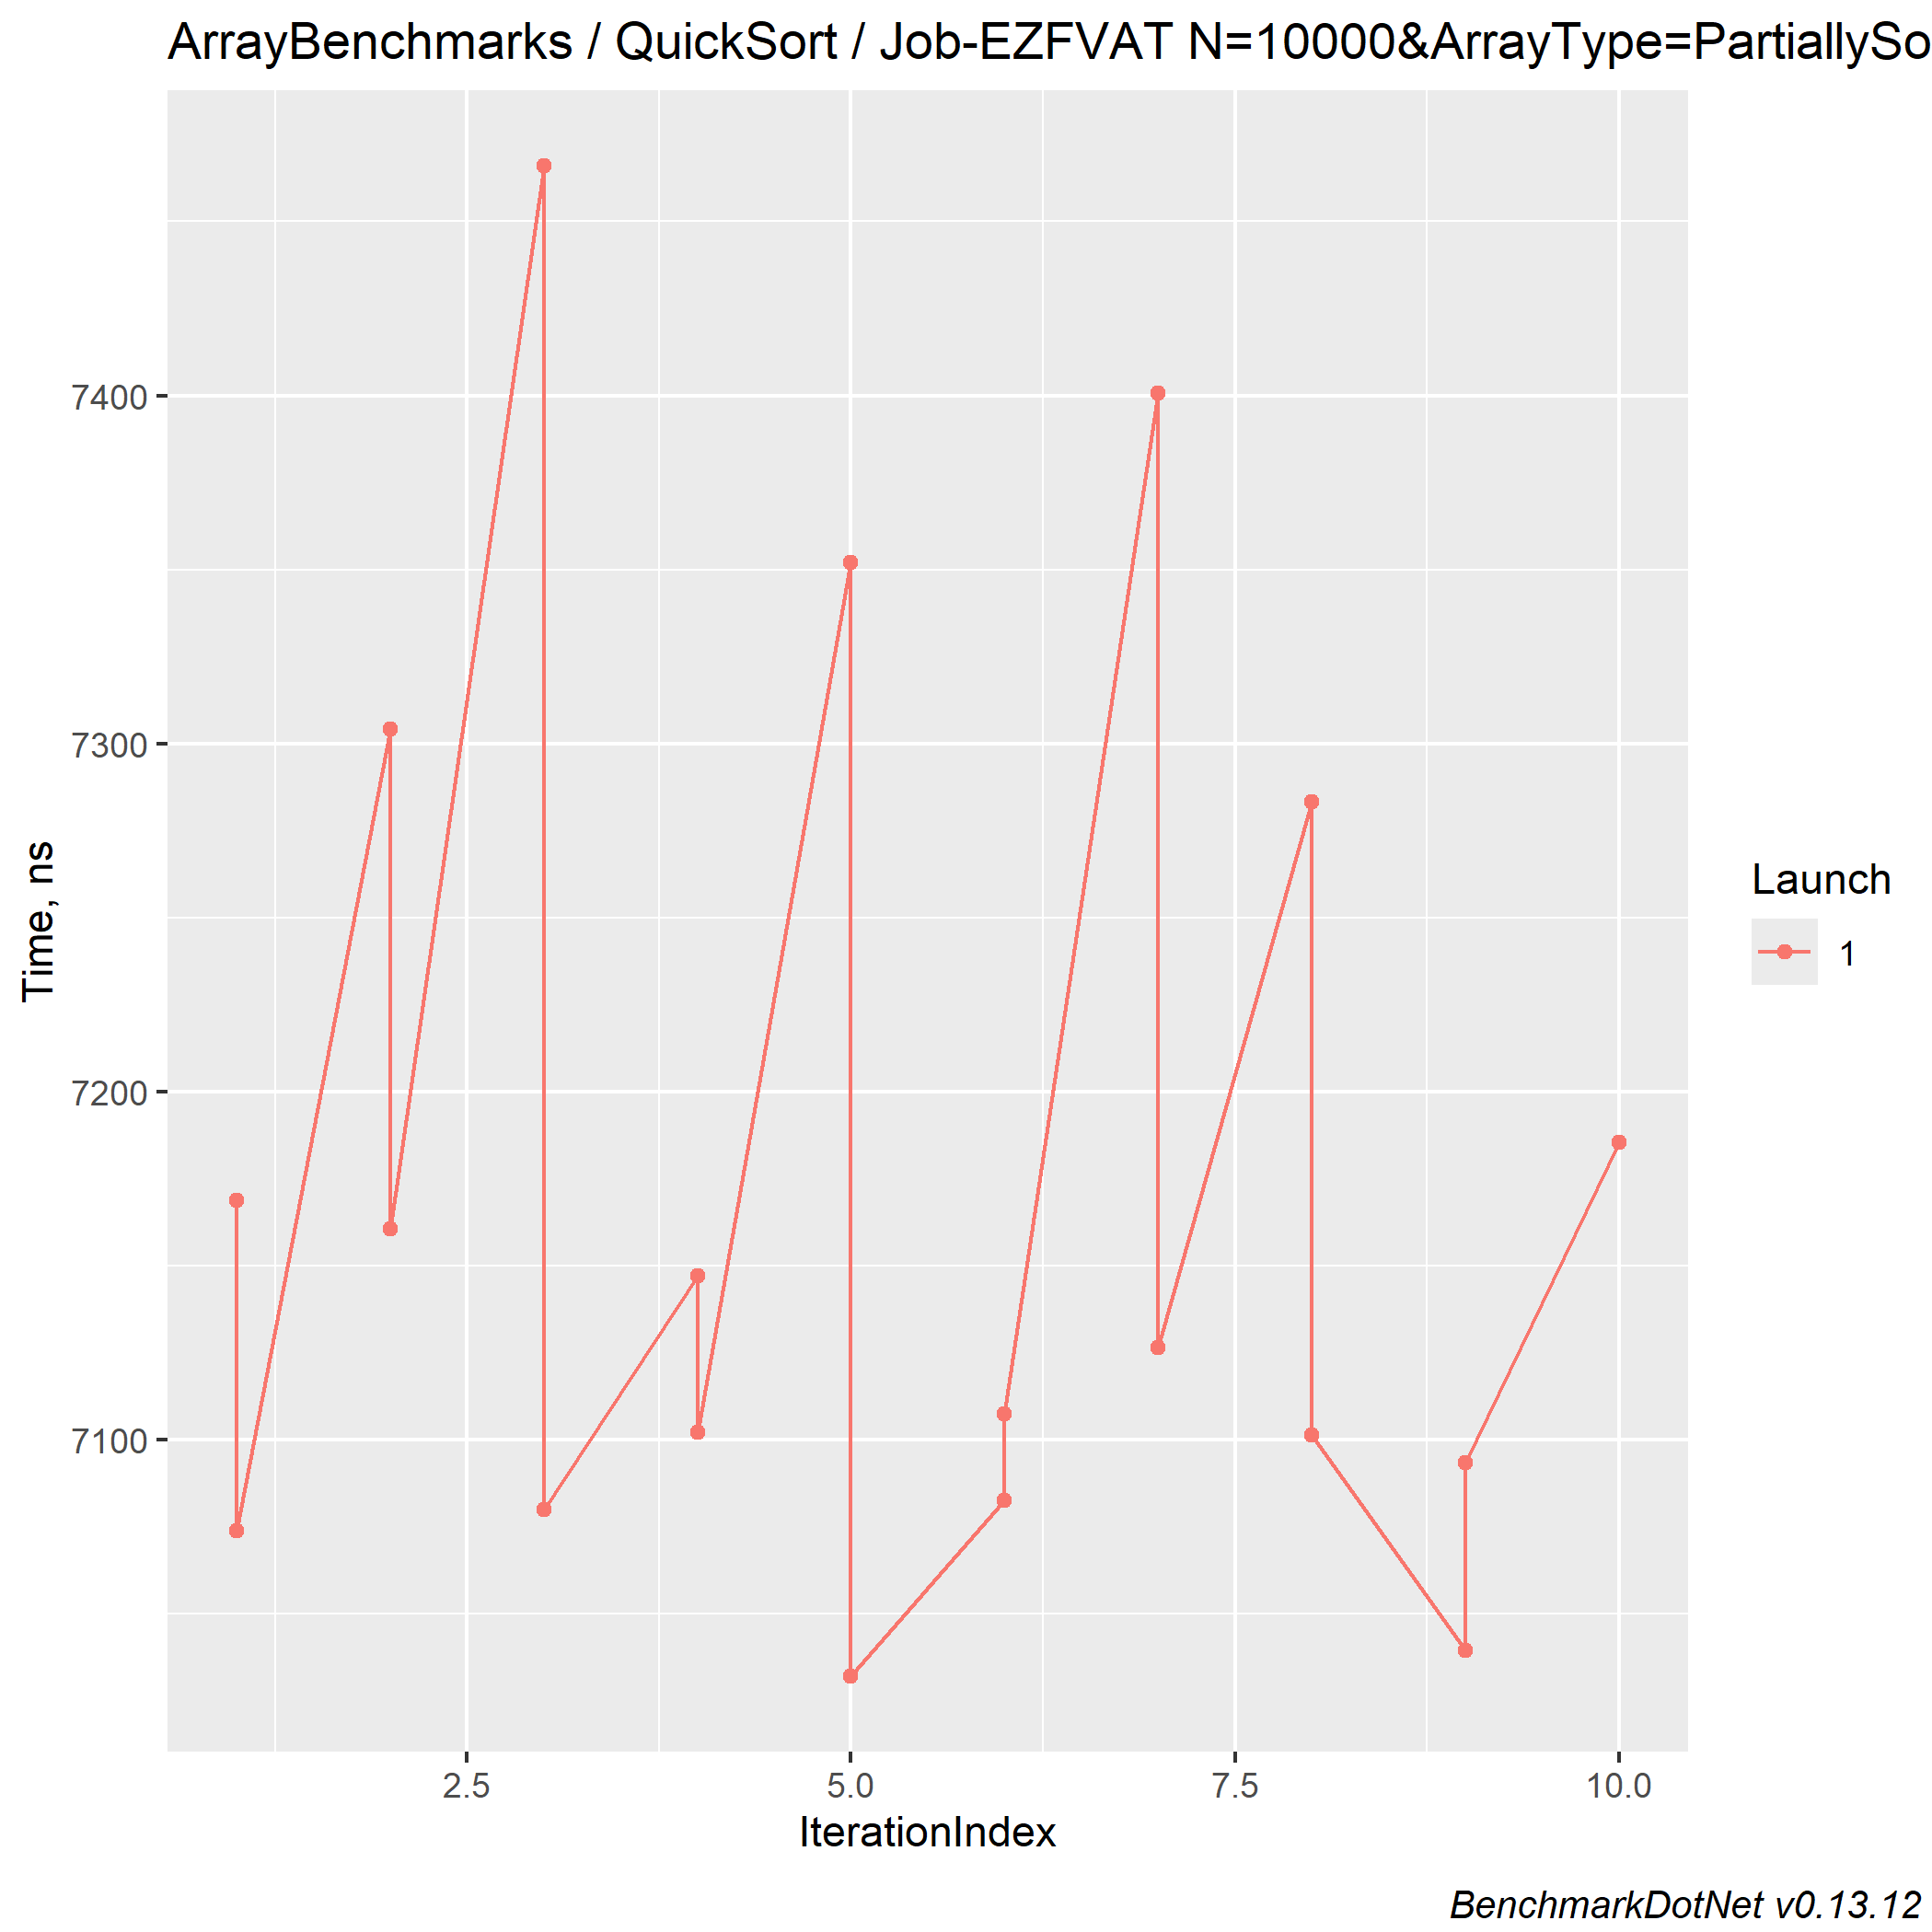 ArrayBenchmarks / QuickSort / Job-EZFVAT N=10000&ArrayType=PartiallySo
Time, ns
7400
7300
7200
7100
2.5 5.0 7.5 10.0
IterationIndex
Launch
1
BenchmarkDotNet v0.13.12